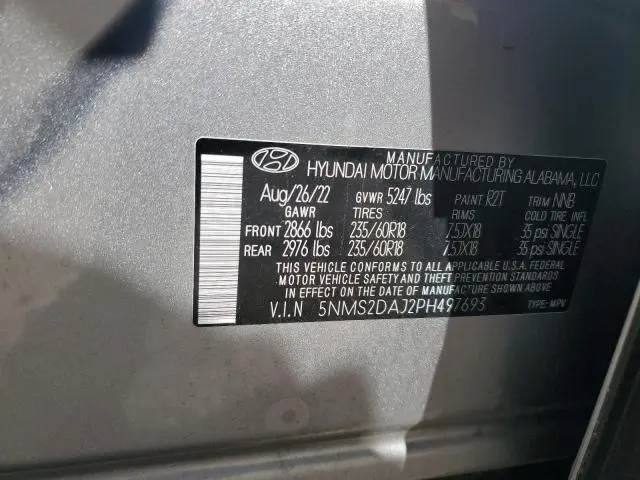 MANUFACTURED BY
HYUNDAI MOTOR MANUFACTURING ALABAMA, LLC
Aug/26/22 GVWR 5247 lbs PAINT R2T TRIM NNB
GAWR TIRES RIMS COLD TIRE INFL
FRONT 2866 lbs 235/60R18 7.5JX18 35 psi SINGLE
REAR 2976 lbs 235/60R18 7.5JX18 35 psi SINGLE
THIS VEHICLE CONFORMS TO ALL APPLICABLE U.S.A. FEDERAL
MOTOR VEHICLE SAFETY AND THEFT PREVENTION STANDARDS
IN EFFECT ON THE DATE OF MANUFACTURE SHOWN ABOVE
V.I.N 5NMS2DAJ2PH497693 TYPE: MPV